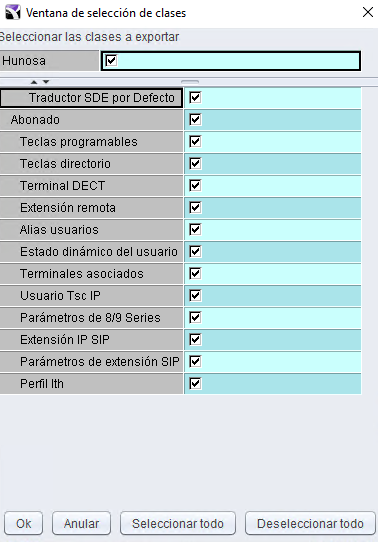 Ventana de selección de clases
Seleccionar las clases a exportar
Hunosa
Traductor SDE por Defecto
Abonado
Teclas programables
Teclas directorio
Terminal DECT
Extensión remota
Alias usuarios
Estado dinámico del usuario
Terminales asociados
Usuario Tsc IP
Parámetros de 8/9 Series
Extensión IP SIP
Parámetros de extensión SIP
Perfil Ith
Ok Anular Seleccionar todo Deseleccionar todo